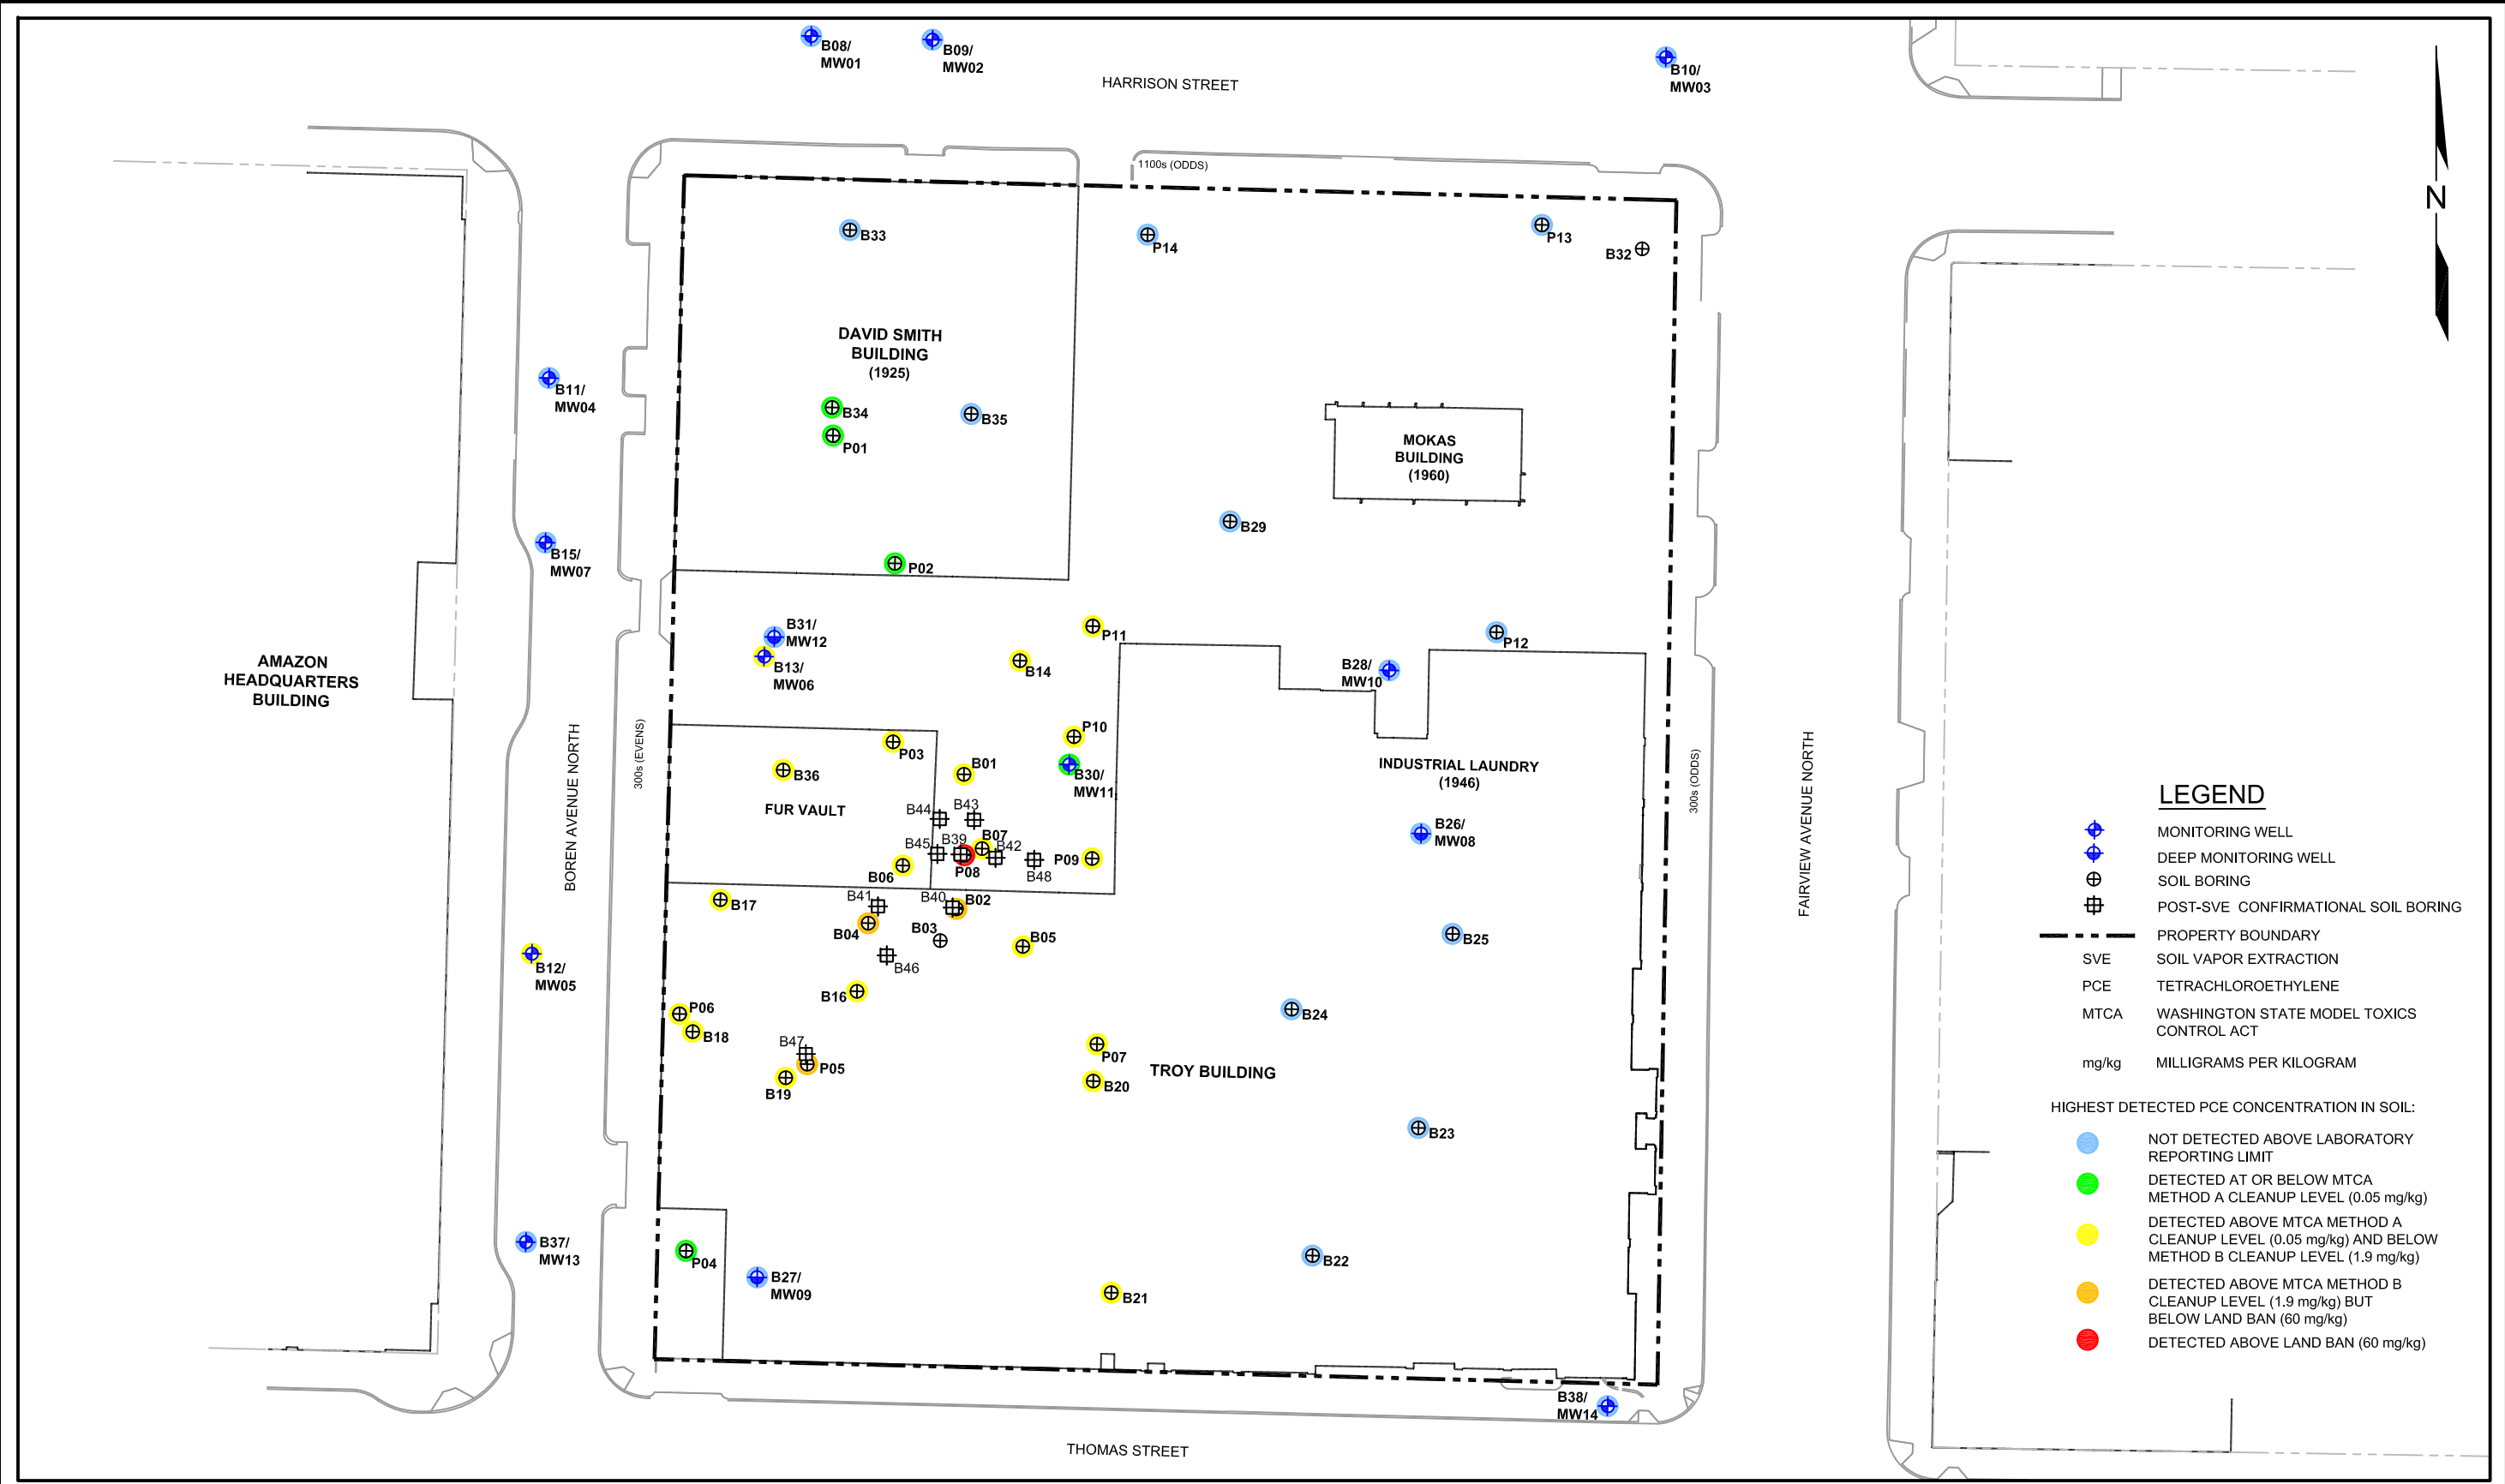 B08/
MW01
B09/
MW02
B10/
MW03
HARRISON STREET
1100s (ODDS)
N
B33
P14
P13
B32
DAVID SMITH
BUILDING
(1925)
B11/
MW04
B34
B35
P01
MOKAS
BUILDING
(1960)
B29
B15/
MW07
P02
B31/
MW12
P11
P12
B13/
MW06
B14
B28/
MW10
AMAZON
HEADQUARTERS
BUILDING
BOREN AVENUE NORTH
300s (EVENS)
P03
P10
B36
B01
B30/
MW11
FUR VAULT
INDUSTRIAL LAUNDRY
(1946)
300s (ODDS)
FAIRVIEW AVENUE NORTH
B44
B43
B26/
MW08
B45
B39
B07
B42
P09
B06
P08
B48
B17
B41
B40
B02
B04
B03
B05
B25
B46
B12/
MW05
B16
P06
B24
B18
B47
P07
P05
TROY BUILDING
B20
B19
B23
B37/
MW13
P04
B22
B27/
MW09
B21
B38/
MW14
THOMAS STREET
LEGEND
MONITORING WELL
DEEP MONITORING WELL
SOIL BORING
POST-SVE CONFIRMATIONAL SOIL BORING
PROPERTY BOUNDARY
SVE SOIL VAPOR EXTRACTION
PCE TETRACHLOROETHYLENE
MTCA WASHINGTON STATE MODEL TOXICS
CONTROL ACT
mg/kg MILLIGRAMS PER KILOGRAM
HIGHEST DETECTED PCE CONCENTRATION IN SOIL:
NOT DETECTED ABOVE LABORATORY
REPORTING LIMIT
DETECTED AT OR BELOW MTCA
METHOD A CLEANUP LEVEL (0.05 mg/kg)
DETECTED ABOVE MTCA METHOD A
CLEANUP LEVEL (0.05 mg/kg) AND BELOW
METHOD B CLEANUP LEVEL (1.9 mg/kg)
DETECTED ABOVE MTCA METHOD B
CLEANUP LEVEL (1.9 mg/kg) BUT
BELOW LAND BAN (60 mg/kg)
DETECTED ABOVE LAND BAN (60 mg/kg)